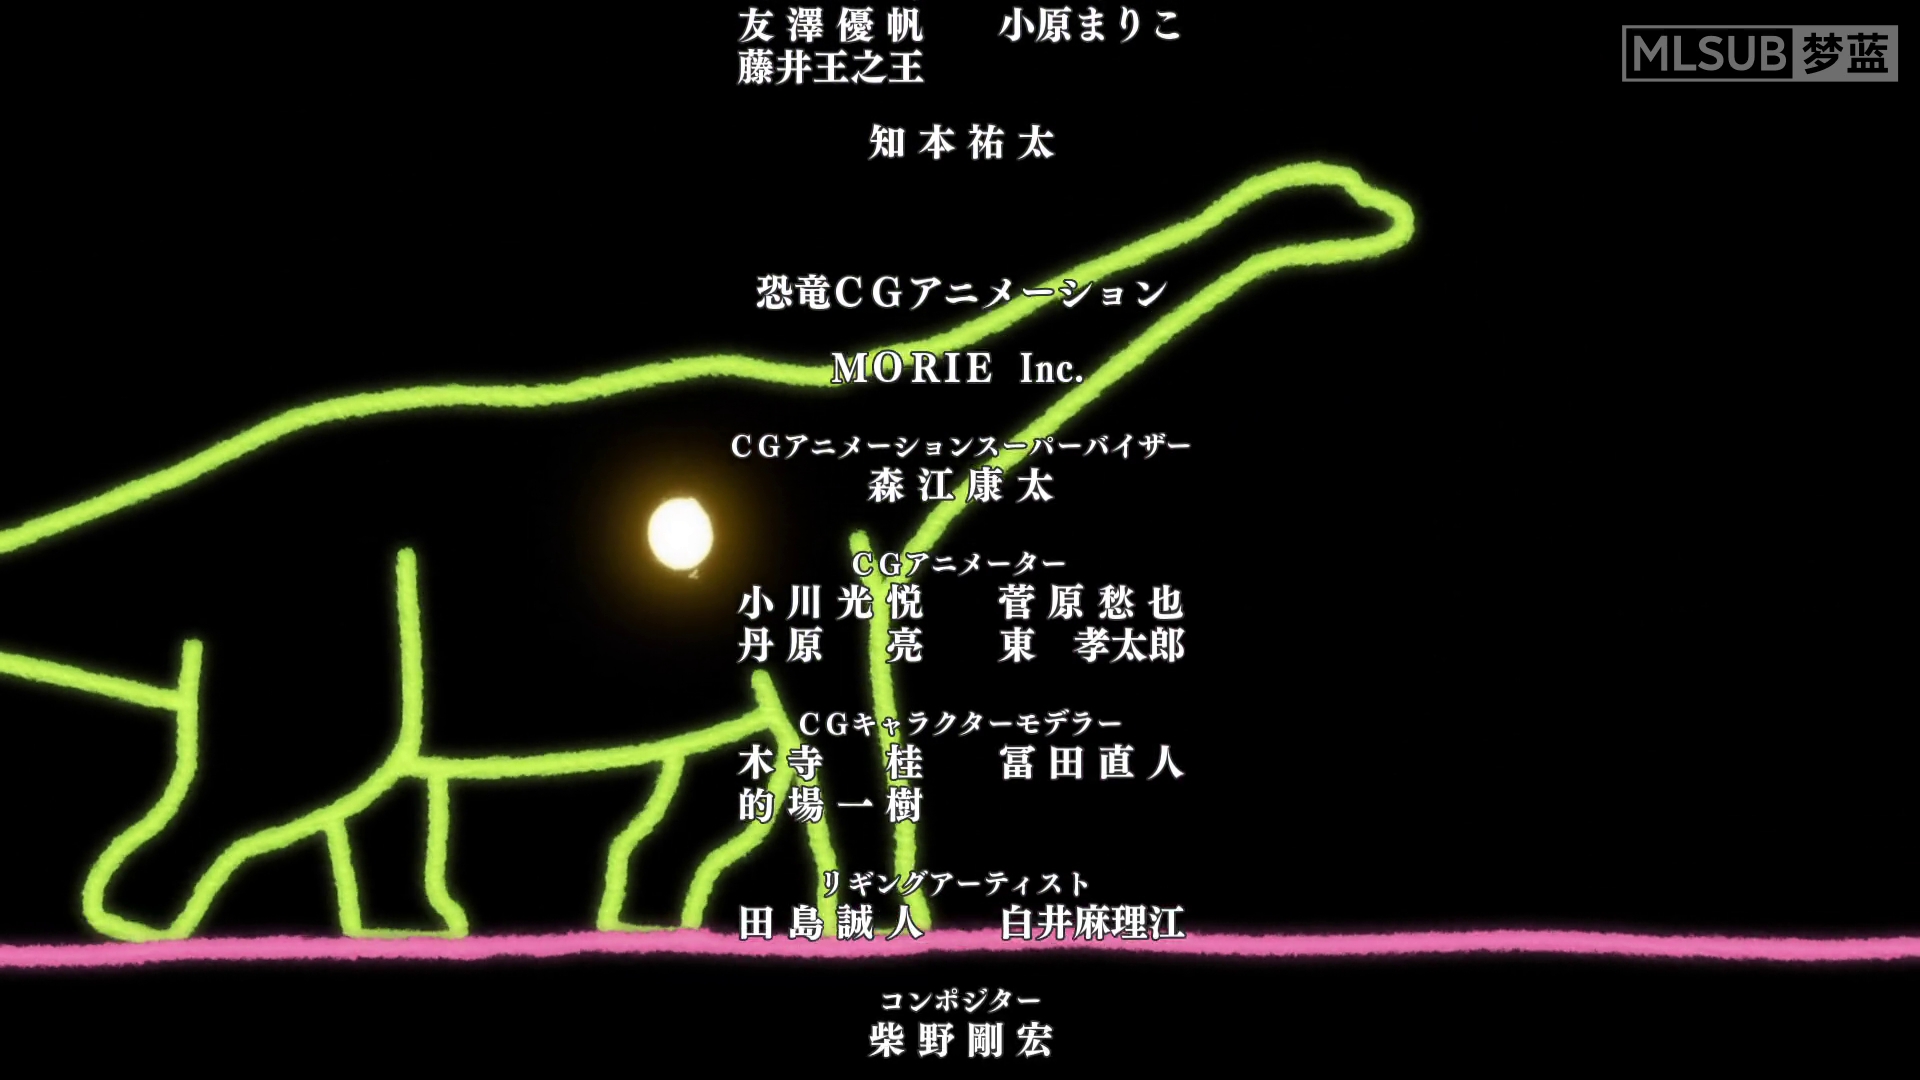 友澤優帆　小原まりこ
藤井王之王
MLSUB 梦蓝
知本祐太
恐竜CGアニメーション
MORIE Inc.
CGアニメーションスーパーバイザー
森江康太
CGアニメーター
小川光悦　菅原愁也
丹原亮　東孝太郎
CGキャラクターモデラー
木寺桂　冨田直人
的場一樹
リギングアーティスト
田島誠人　白井麻理江
コンポジター
柴野剛宏